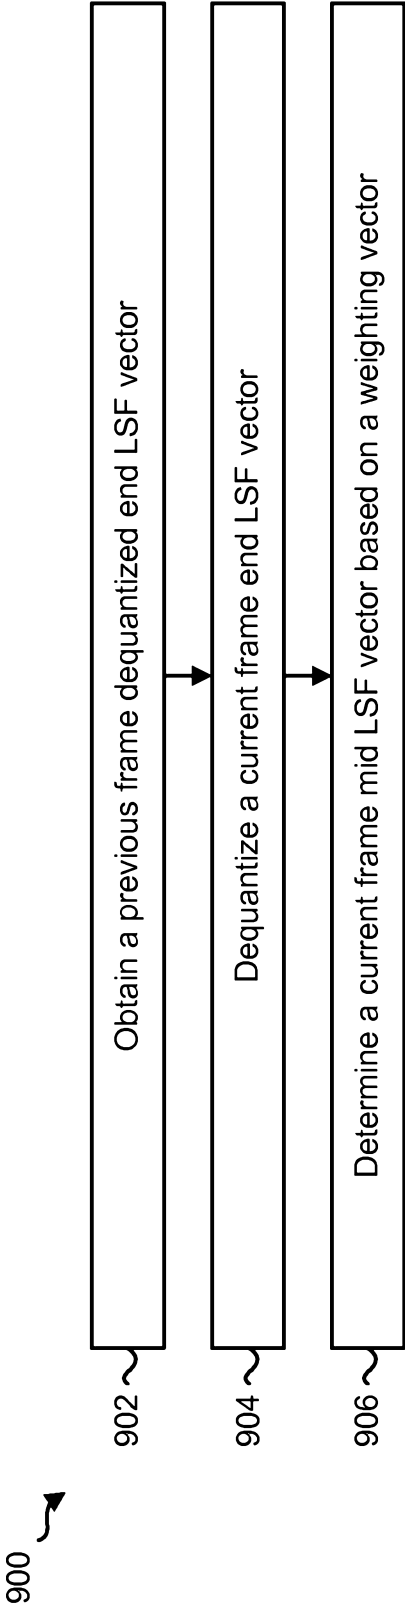 900
902
Obtain a previous frame dequantized end LSF vector
904
Dequantize a current frame end LSF vector
906
Determine a current frame mid LSF vector based on a weighting vector